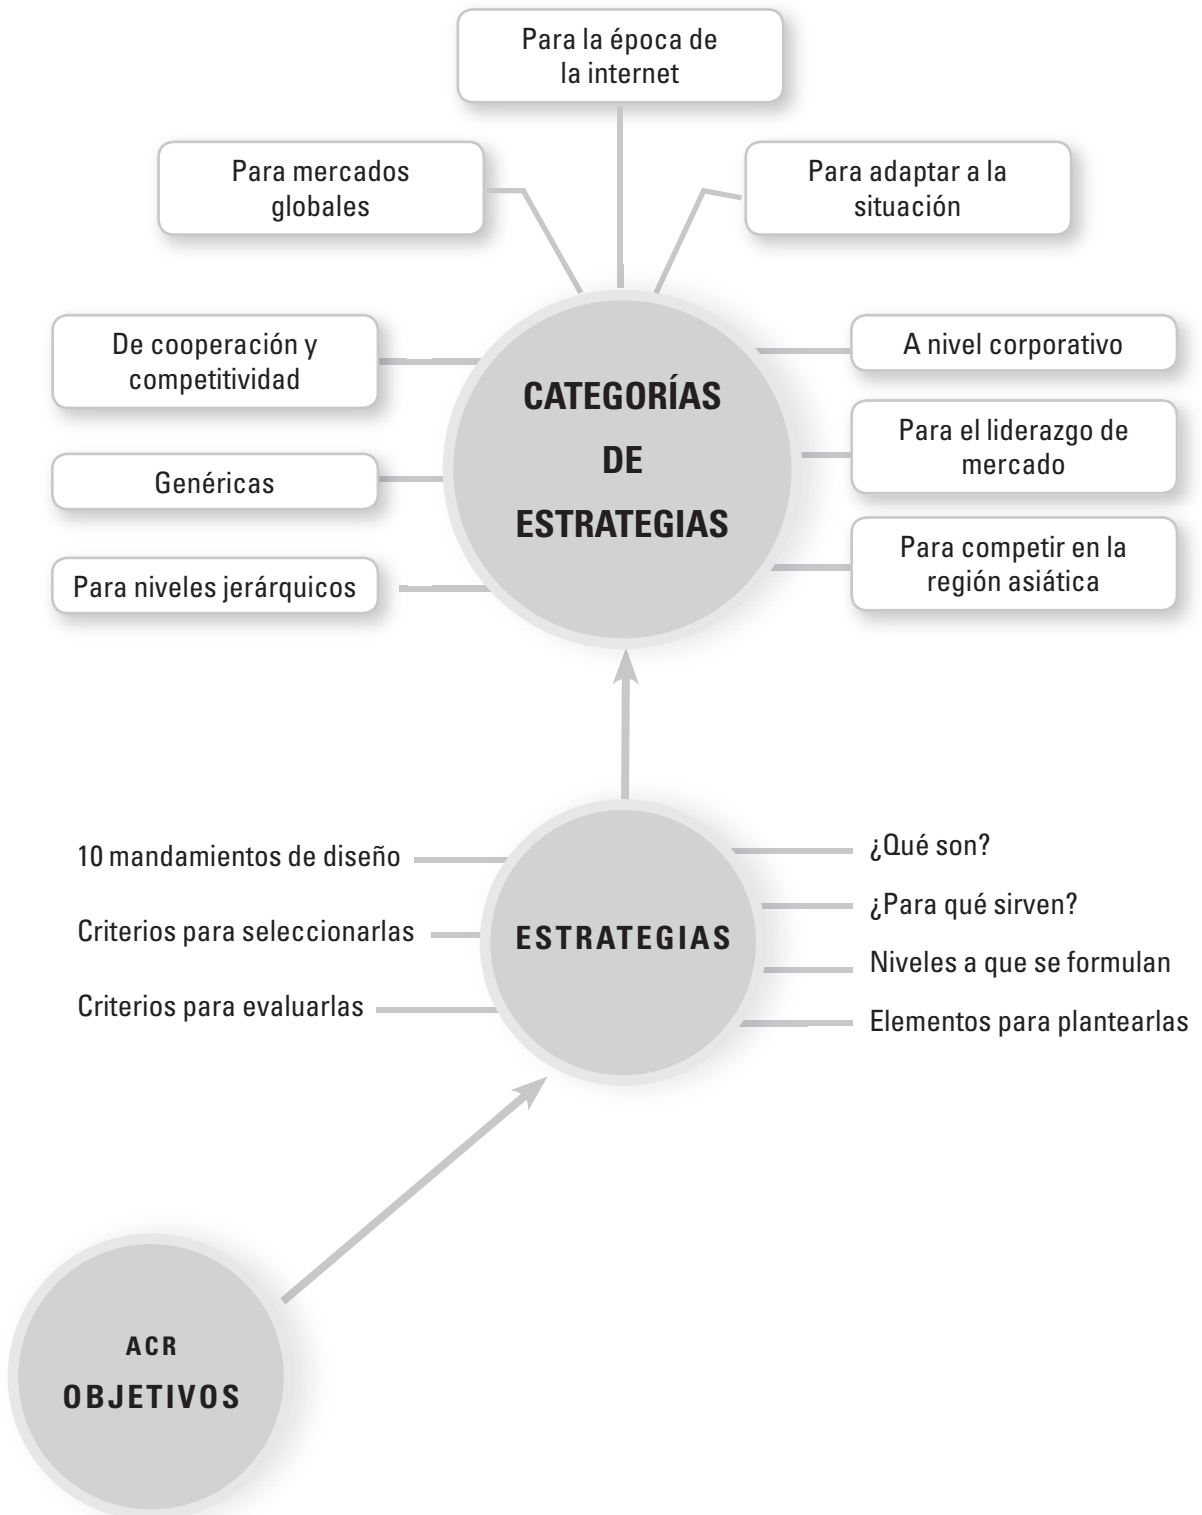 Para la época de
la internet
Para mercados
globales
Para adaptar a la
situación
De cooperación y
competitividad
Genéricas
Para niveles jerárquicos
CATEGORÍAS
DE
ESTRATEGIAS
A nivel corporativo
Para el liderazgo de
mercado
Para competir en la
región asiática
10 mandamientos de diseño
Criterios para seleccionarlas
Criterios para evaluarlas
ESTRATEGIAS
¿Qué son?
¿Para qué sirven?
Niveles a que se formulan
Elementos para plantearlas
ACR
OBJETIVOS